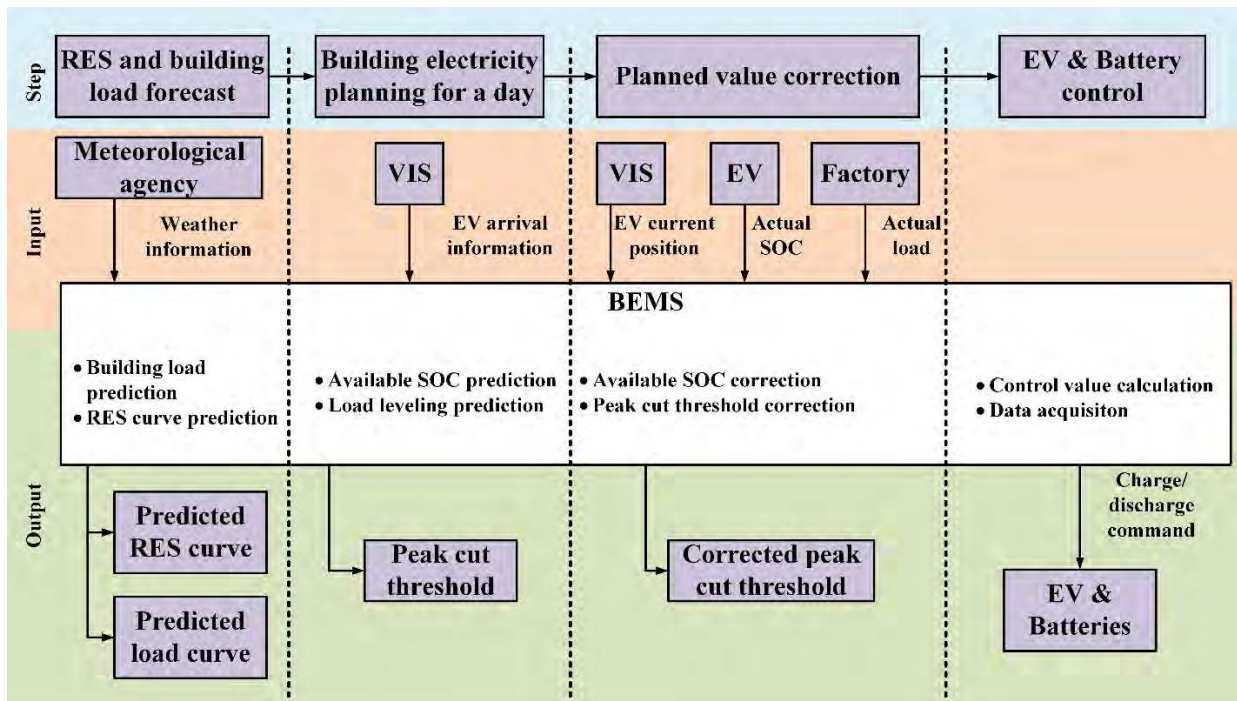 Step
RES and building
load forecast
Building electricity
planning for a day
Planned value correction
EV & Battery
control
Input
Meteorological
agency
VIS
VIS
EV
Factory
Weather
information
EV arrival
information
EV current
position
Actual
SOC
Actual
load
BEMS
• Building load
prediction
• RES curve prediction
• Available SOC prediction
• Load leveling prediction
• Available SOC correction
• Peak cut threshold correction
• Control value calculation
• Data acquisiton
Output
Predicted
RES curve
Predicted
load curve
Peak cut
threshold
Corrected peak
cut threshold
Charge/
discharge
command
EV &
Batteries